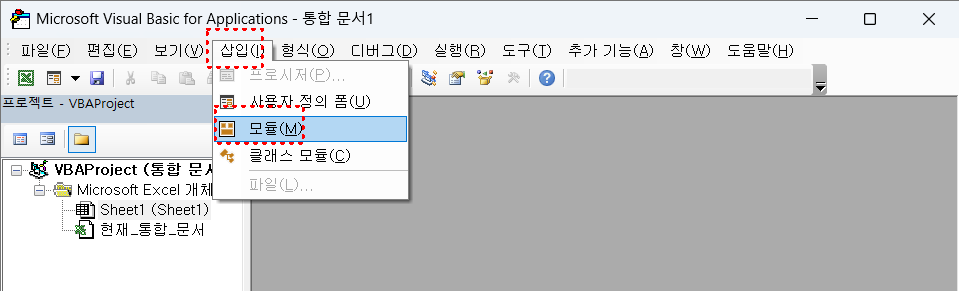 Microsoft Visual Basic for Applications - 통합 문서1
파일(F) 편집(E) 보기(V) 삽입(I) 형식(O) 디버그(D) 실행(R) 도구(T) 추가 기능(A) 창(W) 도움말(H)
프로시저(P)...
사용자 정의 폼(U)
모듈(M)
클래스 모듈(C)
파일(L)...
프로젝트 - VBAProject
VBAProject (통합 문서
Microsoft Excel 개체
Sheet1 (Sheet1)
현재_통합_문서